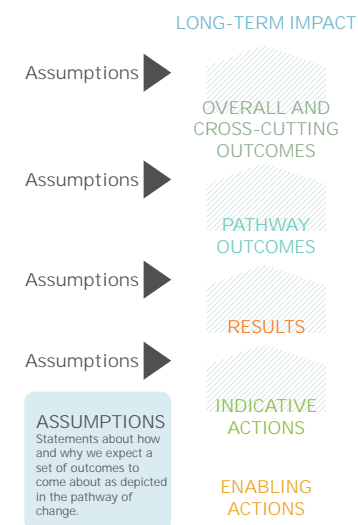 LONG-TERM IMPACT
Assumptions
OVERALL AND
CROSS-CUTTING
OUTCOMES
Assumptions
PATHWAY
OUTCOMES
Assumptions
RESULTS
Assumptions
INDICATIVE
ACTIONS
ASSUMPTIONS
Statements about how
and why we expect a
set of outcomes to
come about as depicted
in the pathway of
change.
ENABLING
ACTIONS